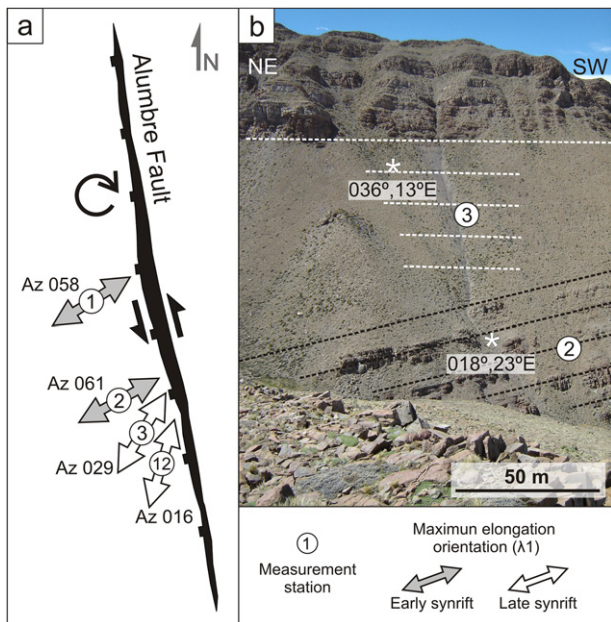 a
N
Alumbre Fault
Az 058
1
Az 061
2
3
12
Az 029
Az 016
b
NE
SW
036º,13ºE
3
018º,23ºE
2
50 m
1
Measurement
station
Maximun elongation
orientation (λ1)
Early synrift
Late synrift